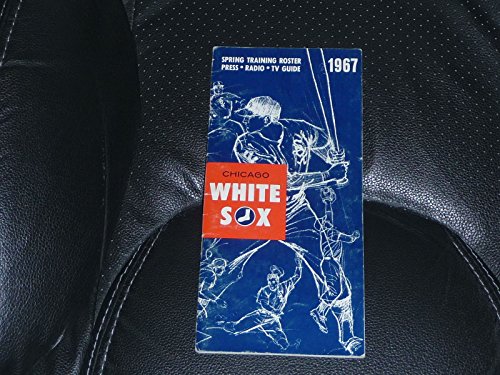 SPRING TRAINING ROSTER
PRESS • RADIO • TV GUIDE
1967
CHICAGO
WHITE
SOX